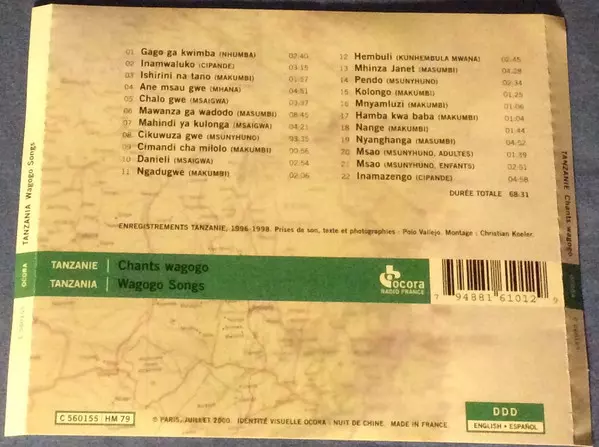 01 Gago ga kwimba (NHUMBA) 02:40
02 Inamwaluko (CIPANDE) 03:15
03 Ishirini na tano (MAKUMBI) 01:57
04 Ane msau gwe (MHANA) 04:51
05 Chalo gwe (MSAIGWA) 03:37
06 Mawanza ga wadodo (MASUMBI) 08:45
07 Mahindi ya kulonga (MSAIGWA) 04:21
08 Cikuwuza gwe (MSUNYHUNO) 03:15
09 Cimandi cha milolo (MAKUMBI) 00:56
10 Danieli (MSAIGWA) 02:54
11 Ngadugwe (MAKUMBI) 02:06
12 Hembuli (KUNHEMBULA MWANA) 02:45
13 Mhinza Janet (MASUMBI) 03:28
14 Pendo (MSUNYHUNO) 02:34
15 Kolongo (MAKUMBI) 01:25
16 Mnyamluzi (MAKUMBI) 01:06
17 Hamba kwa baba (MAKUMBI) 01:04
18 Nange (MAKUMBI) 01:44
19 Nyanghanga (MASUMBI) 04:52
20 Msao (MSUNYHUNO, ADULTES) 01:39
21 Msao (MSUNYHUNO, ENFANTS) 02:51
22 Inamazengo (CIPANDE) 04:58
DURÉE TOTALE 68:31
ENREGISTREMENTS TANZANIE, 1996-1998. Prises de son, texte et photographies : Polo Vallejo. Montage : Christian Koeler.
TANZANIE Chants wagogo
TANZANIA Wagogo Songs
ocora
RADIO FRANCE
7 94881 61012 9
C 560155 HM 79
© PARIS, JUILLET 2000. IDENTITÉ VISUELLE OCORA : NUIT DE CHINE. MADE IN FRANCE.
DDD
ENGLISH • ESPAÑOL
TANZANIA Wagogo Songs
OCORA
C 560155
TANZANIE Chants wagogo